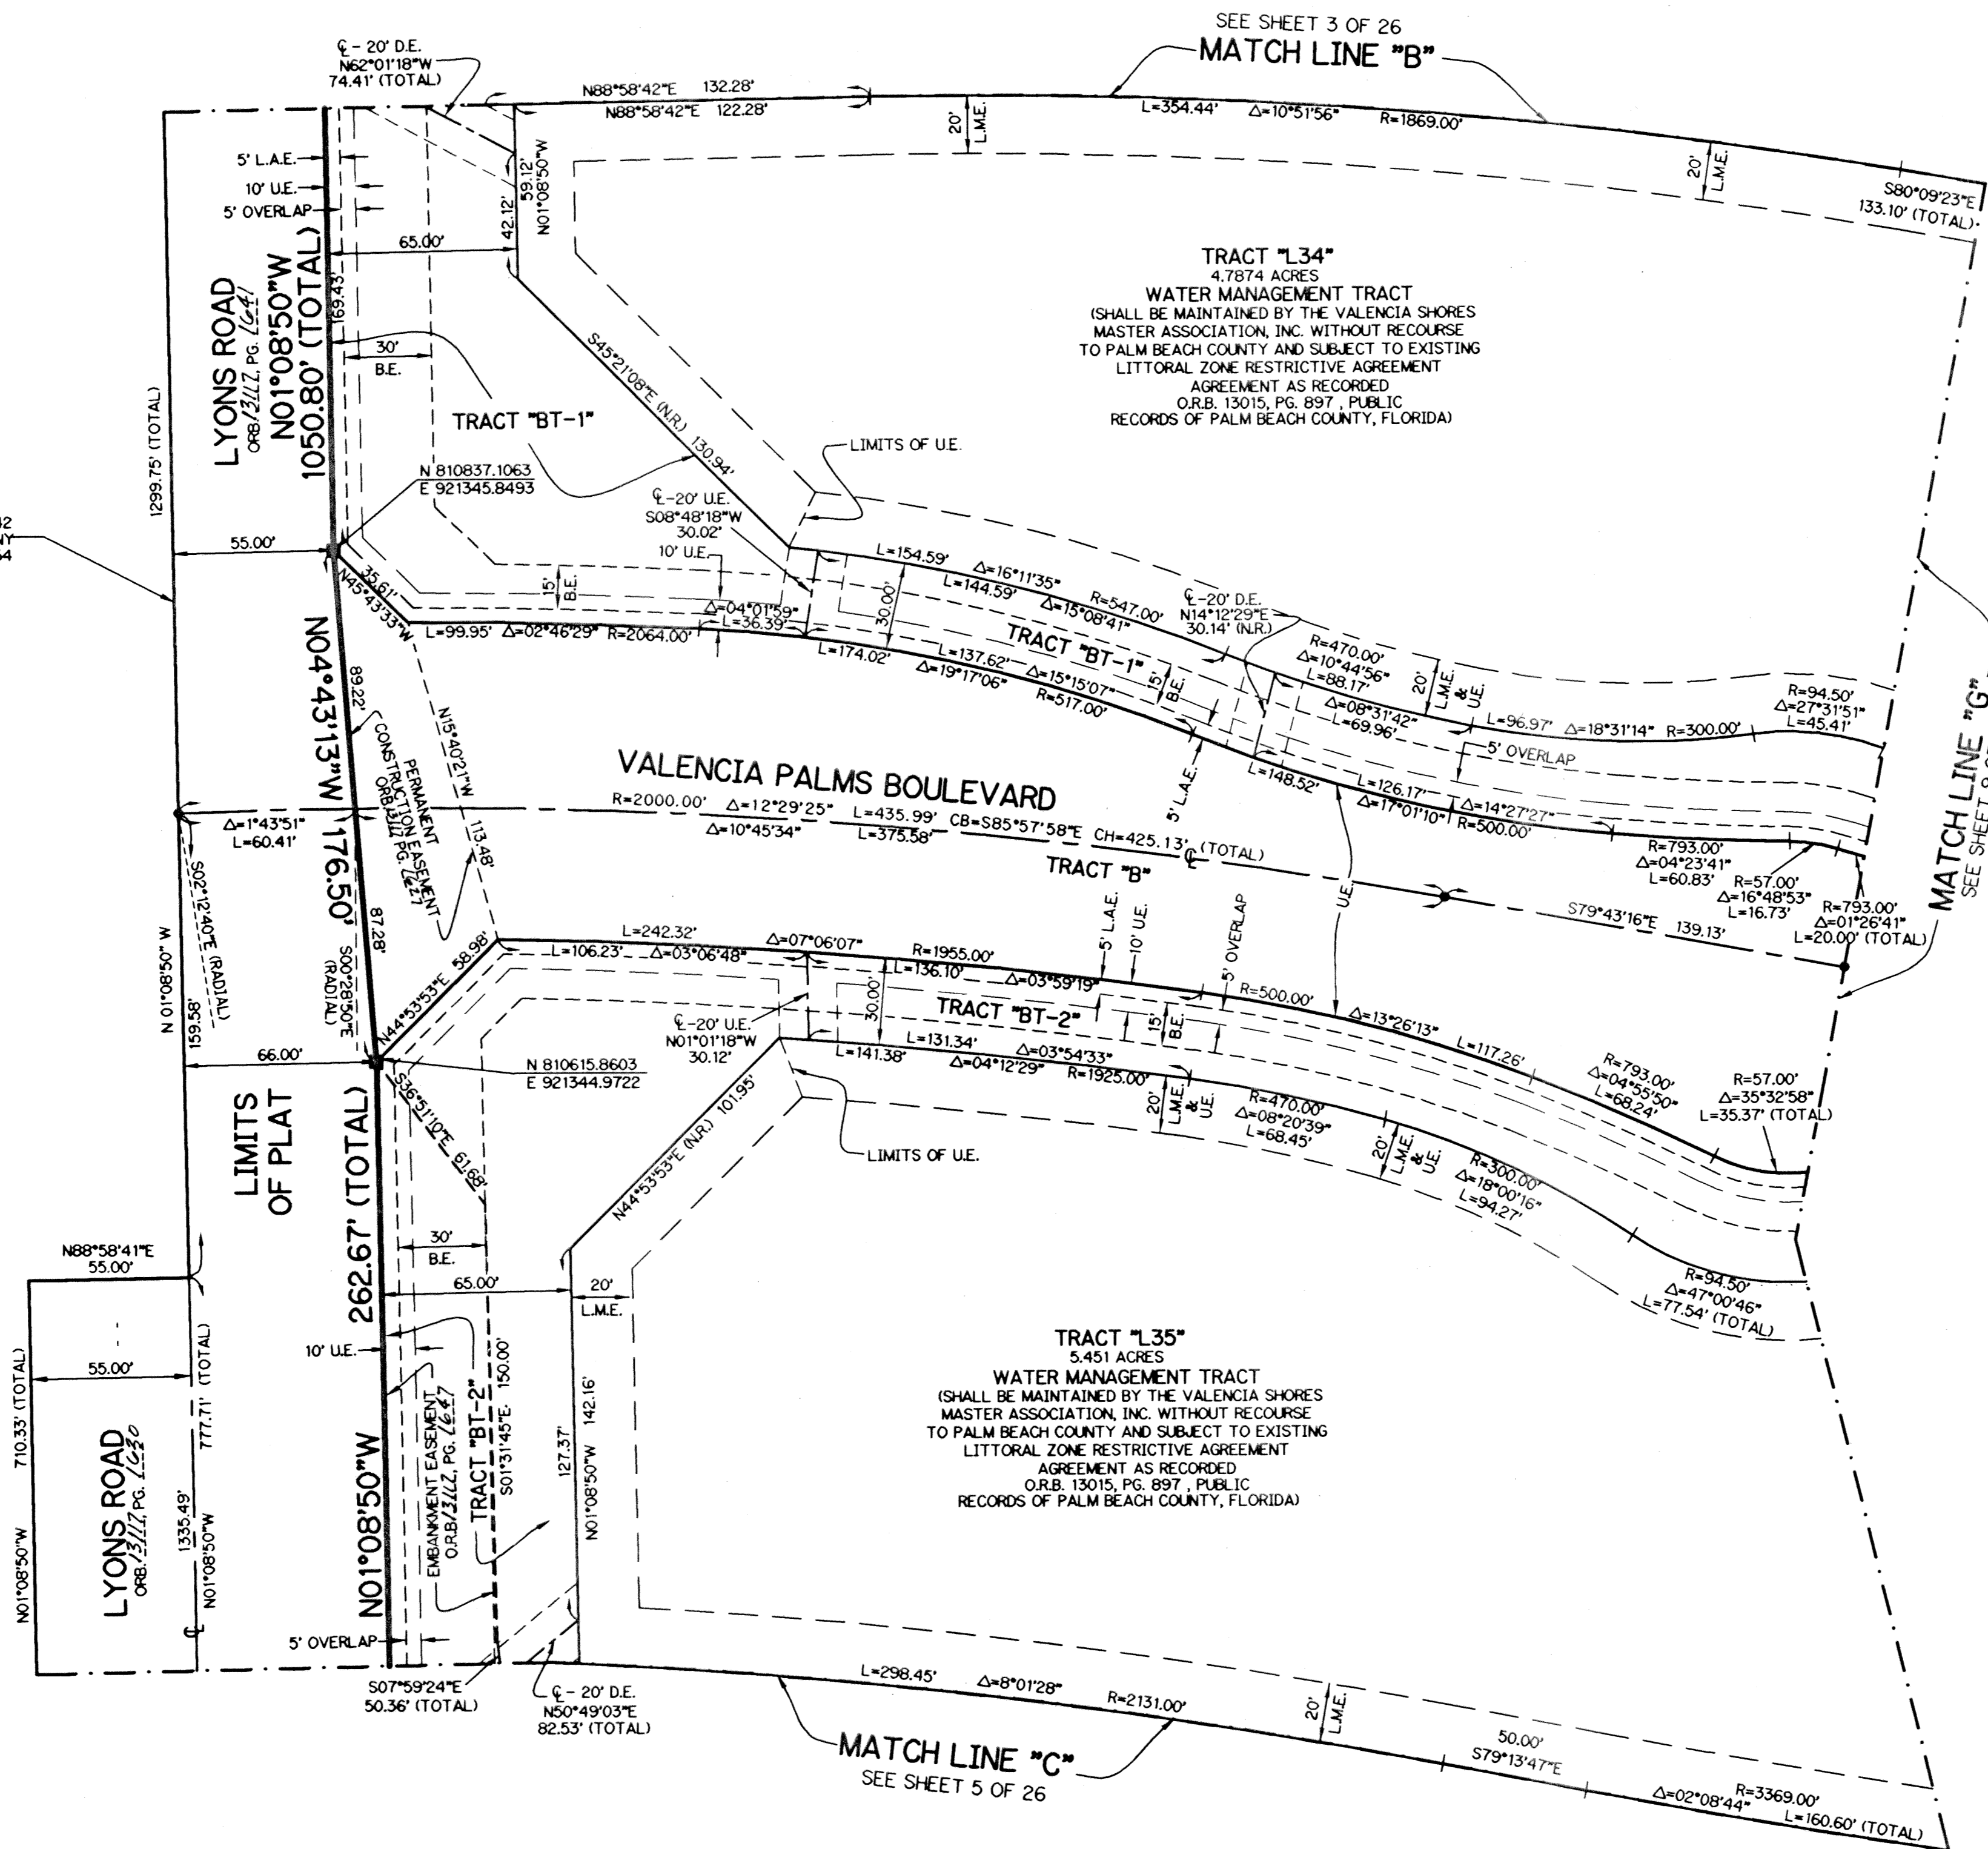 SEE SHEET 3 OF 26
MATCH LINE "B"
℄ - 20' D.E.
N62°01'18"W
74.41' (TOTAL)
N88°58'42"E 132.28'
N88°58'42"E 122.28'
20'
L.M.E.
L=354.44' Δ=10°51'56" R=1869.00'
20'
L.M.E.
S80°09'23"E
133.10' (TOTAL)
5' L.A.E.
10' U.E.
5' OVERLAP
65.00'
42.12'
59.12'
N01°08'50"W
LYONS ROAD
ORB. 13117, PG. 1641
N01°08'50"W
1050.80' (TOTAL)
169.43'
1299.75' (TOTAL)
30'
B.E.
TRACT "BT-1"
S45°21'08"E (N.R.) 130.94'
TRACT "L34"
4.7874 ACRES
WATER MANAGEMENT TRACT
(SHALL BE MAINTAINED BY THE VALENCIA SHORES
MASTER ASSOCIATION, INC. WITHOUT RECOURSE
TO PALM BEACH COUNTY AND SUBJECT TO EXISTING
LITTORAL ZONE RESTRICTIVE AGREEMENT
AGREEMENT AS RECORDED
O.R.B. 13015, PG. 897 , PUBLIC
RECORDS OF PALM BEACH COUNTY, FLORIDA)
LIMITS OF U.E.
N 810837.1063
E 921345.8493
℄-20' U.E.
S08°48'18"W
30.02'
10' U.E.
55.00'
35.61'
N45°43'33"W
15'
B.E.
L=99.95' Δ=02°46'29" R=2064.00'
Δ=04°01'59"
L=36.39'
L=154.59' Δ=16°11'35" R=547.00'
L=144.59' Δ=15°08'41"
30.00'
TRACT "BT-1"
℄-20' D.E.
N14°12'29"E
30.14' (N.R.)
L=174.02' Δ=19°17'06" R=517.00'
L=137.62' Δ=15°15'07"
15'
B.E.
R=470.00'
Δ=10°44'56"
L=88.17'
Δ=08°31'42"
L=69.96'
20'
L.M.E.
&
U.E.
L=96.97' Δ=18°31'14" R=300.00'
R=94.50'
Δ=27°31'51"
L=45.41'
5' OVERLAP
5' L.A.E.
L=148.52' Δ=17°01'10" R=500.00'
L=126.17' Δ=14°27'27"
R=793.00'
Δ=04°23'41"
L=60.83'
R=57.00'
Δ=16°48'53"
L=16.73'
R=793.00'
Δ=01°26'41"
L=20.00' (TOTAL)
MATCH LINE "G"
N04°43'13"W 176.50'
89.22'
87.28'
PERMANENT
CONSTRUCTION EASEMENT
N15°40'21"W 113.48'
VALENCIA PALMS BOULEVARD
R=2000.00' Δ=12°29'25" L=435.99' CB=S85°57'58"E CH=425.13' (TOTAL)
Δ=10°45'34" L=375.58'
℄
TRACT "B"
Δ=1°43'51"
L=60.41'
S02°12'40"E (RADIAL)
S00°28'50"E
(RADIAL)
N 01°08'50" W
159.58'
S79°43'16"E 139.13'
U.E.
L=242.32' Δ=07°06'07" R=1955.00'
L=106.23' Δ=03°06'48"
L=136.10' Δ=03°59'19"
5' L.A.E.
10' U.E.
5' OVERLAP
N44°53'53"E 58.98'
66.00'
N 810615.8603
E 921344.9722
℄-20' U.E.
N01°01'18"W
30.12'
30.00'
TRACT "BT-2"
15'
B.E.
R=500.00' Δ=13°26'13" L=117.26'
L=131.34' Δ=03°54'33"
L=141.38' Δ=04°12'29" R=1925.00'
R=793.00'
Δ=04°55'50"
L=68.24'
R=57.00'
Δ=35°32'58"
L=35.37' (TOTAL)
20'
L.M.E.
&
U.E.
R=470.00'
Δ=08°20'39"
L=68.45'
20'
L.M.E.
&
U.E.
R=300.00'
Δ=18°00'16"
L=94.27'
R=94.50'
Δ=47°00'46"
L=77.54' (TOTAL)
LIMITS
OF PLAT
S36°51'10"E 61.68'
N44°53'53"E (N.R.) 101.95'
LIMITS OF U.E.
262.67' (TOTAL)
N01°08'50"W
N88°58'41"E
55.00'
30'
B.E.
65.00'
20'
L.M.E.
10' U.E.
55.00'
710.33' (TOTAL)
N01°08'50"W
777.71' (TOTAL)
N01°08'50"W
1335.49'
℄
LYONS ROAD
ORB. 13117, PG. 1630
EMBANKMENT EASEMENT
O.R.B. 13117, PG. 1647
TRACT "BT-2"
S01°31'45"E 150.00'
127.37'
N01°08'50"W 142.16'
TRACT "L35"
5.451 ACRES
WATER MANAGEMENT TRACT
(SHALL BE MAINTAINED BY THE VALENCIA SHORES
MASTER ASSOCIATION, INC. WITHOUT RECOURSE
TO PALM BEACH COUNTY AND SUBJECT TO EXISTING
LITTORAL ZONE RESTRICTIVE AGREEMENT
AGREEMENT AS RECORDED
O.R.B. 13015, PG. 897 , PUBLIC
RECORDS OF PALM BEACH COUNTY, FLORIDA)
5' OVERLAP
S07°59'24"E
50.36' (TOTAL)
℄ - 20' D.E.
N50°49'03"E
82.53' (TOTAL)
L=298.45' Δ=8°01'28" R=2131.00'
MATCH LINE "C"
SEE SHEET 5 OF 26
20'
L.M.E.
50.00'
S79°13'47"E
Δ=02°08'44" R=3369.00'
L=160.60' (TOTAL)